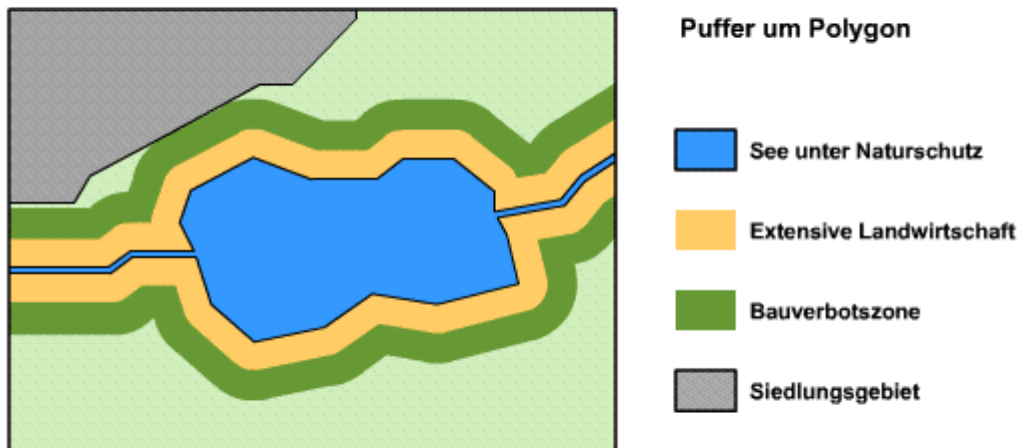 Puffer um Polygon
See unter Naturschutz
Extensive Landwirtschaft
Bauverbotszone
Siedlungsgebiet